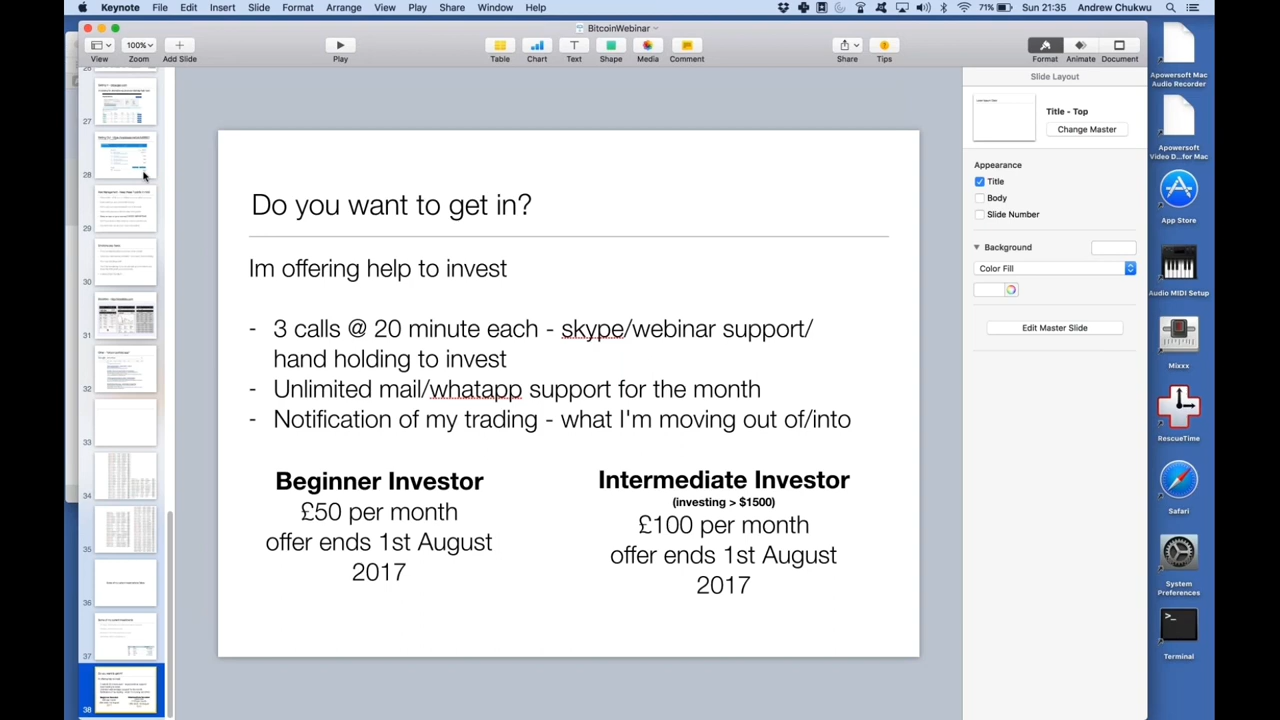 Keynote File Edit Insert Slide Format Arrange View Play Share Window Help
71% Sun 21:35 Andrew Chukwu
BitcoinWebinar
100%
View Zoom Add Slide
Play
Table Chart Text Shape Media Comment
Share Tips
Format Animate Document
27
28
29
30
31
32
33
34
35
36
37
38
Do you want to get in?
Im offering help to invest
- 3 calls @ 20 minute each - skype/webinar support/
hand holding to invest
- Unlimited mail/whatapp support for the month
- Notification of my trading - what I'm moving out of/into
Beginner Investor
£50 per month
offer ends 1st August
2017
Intermediate Investor
(investing > $1500)
£100 per month
offer ends 1st August
2017
Slide Layout
Title - Top
Change Master
Appearance
Title
Body
Slide Number
Background
Color Fill
Edit Master Slide
Apowersoft Mac
Audio Recorder
Apowersoft
Video D...for Mac
App Store
Audio MIDI Setup
Mixxx
RescueTime
Safari
System
Preferences
Terminal